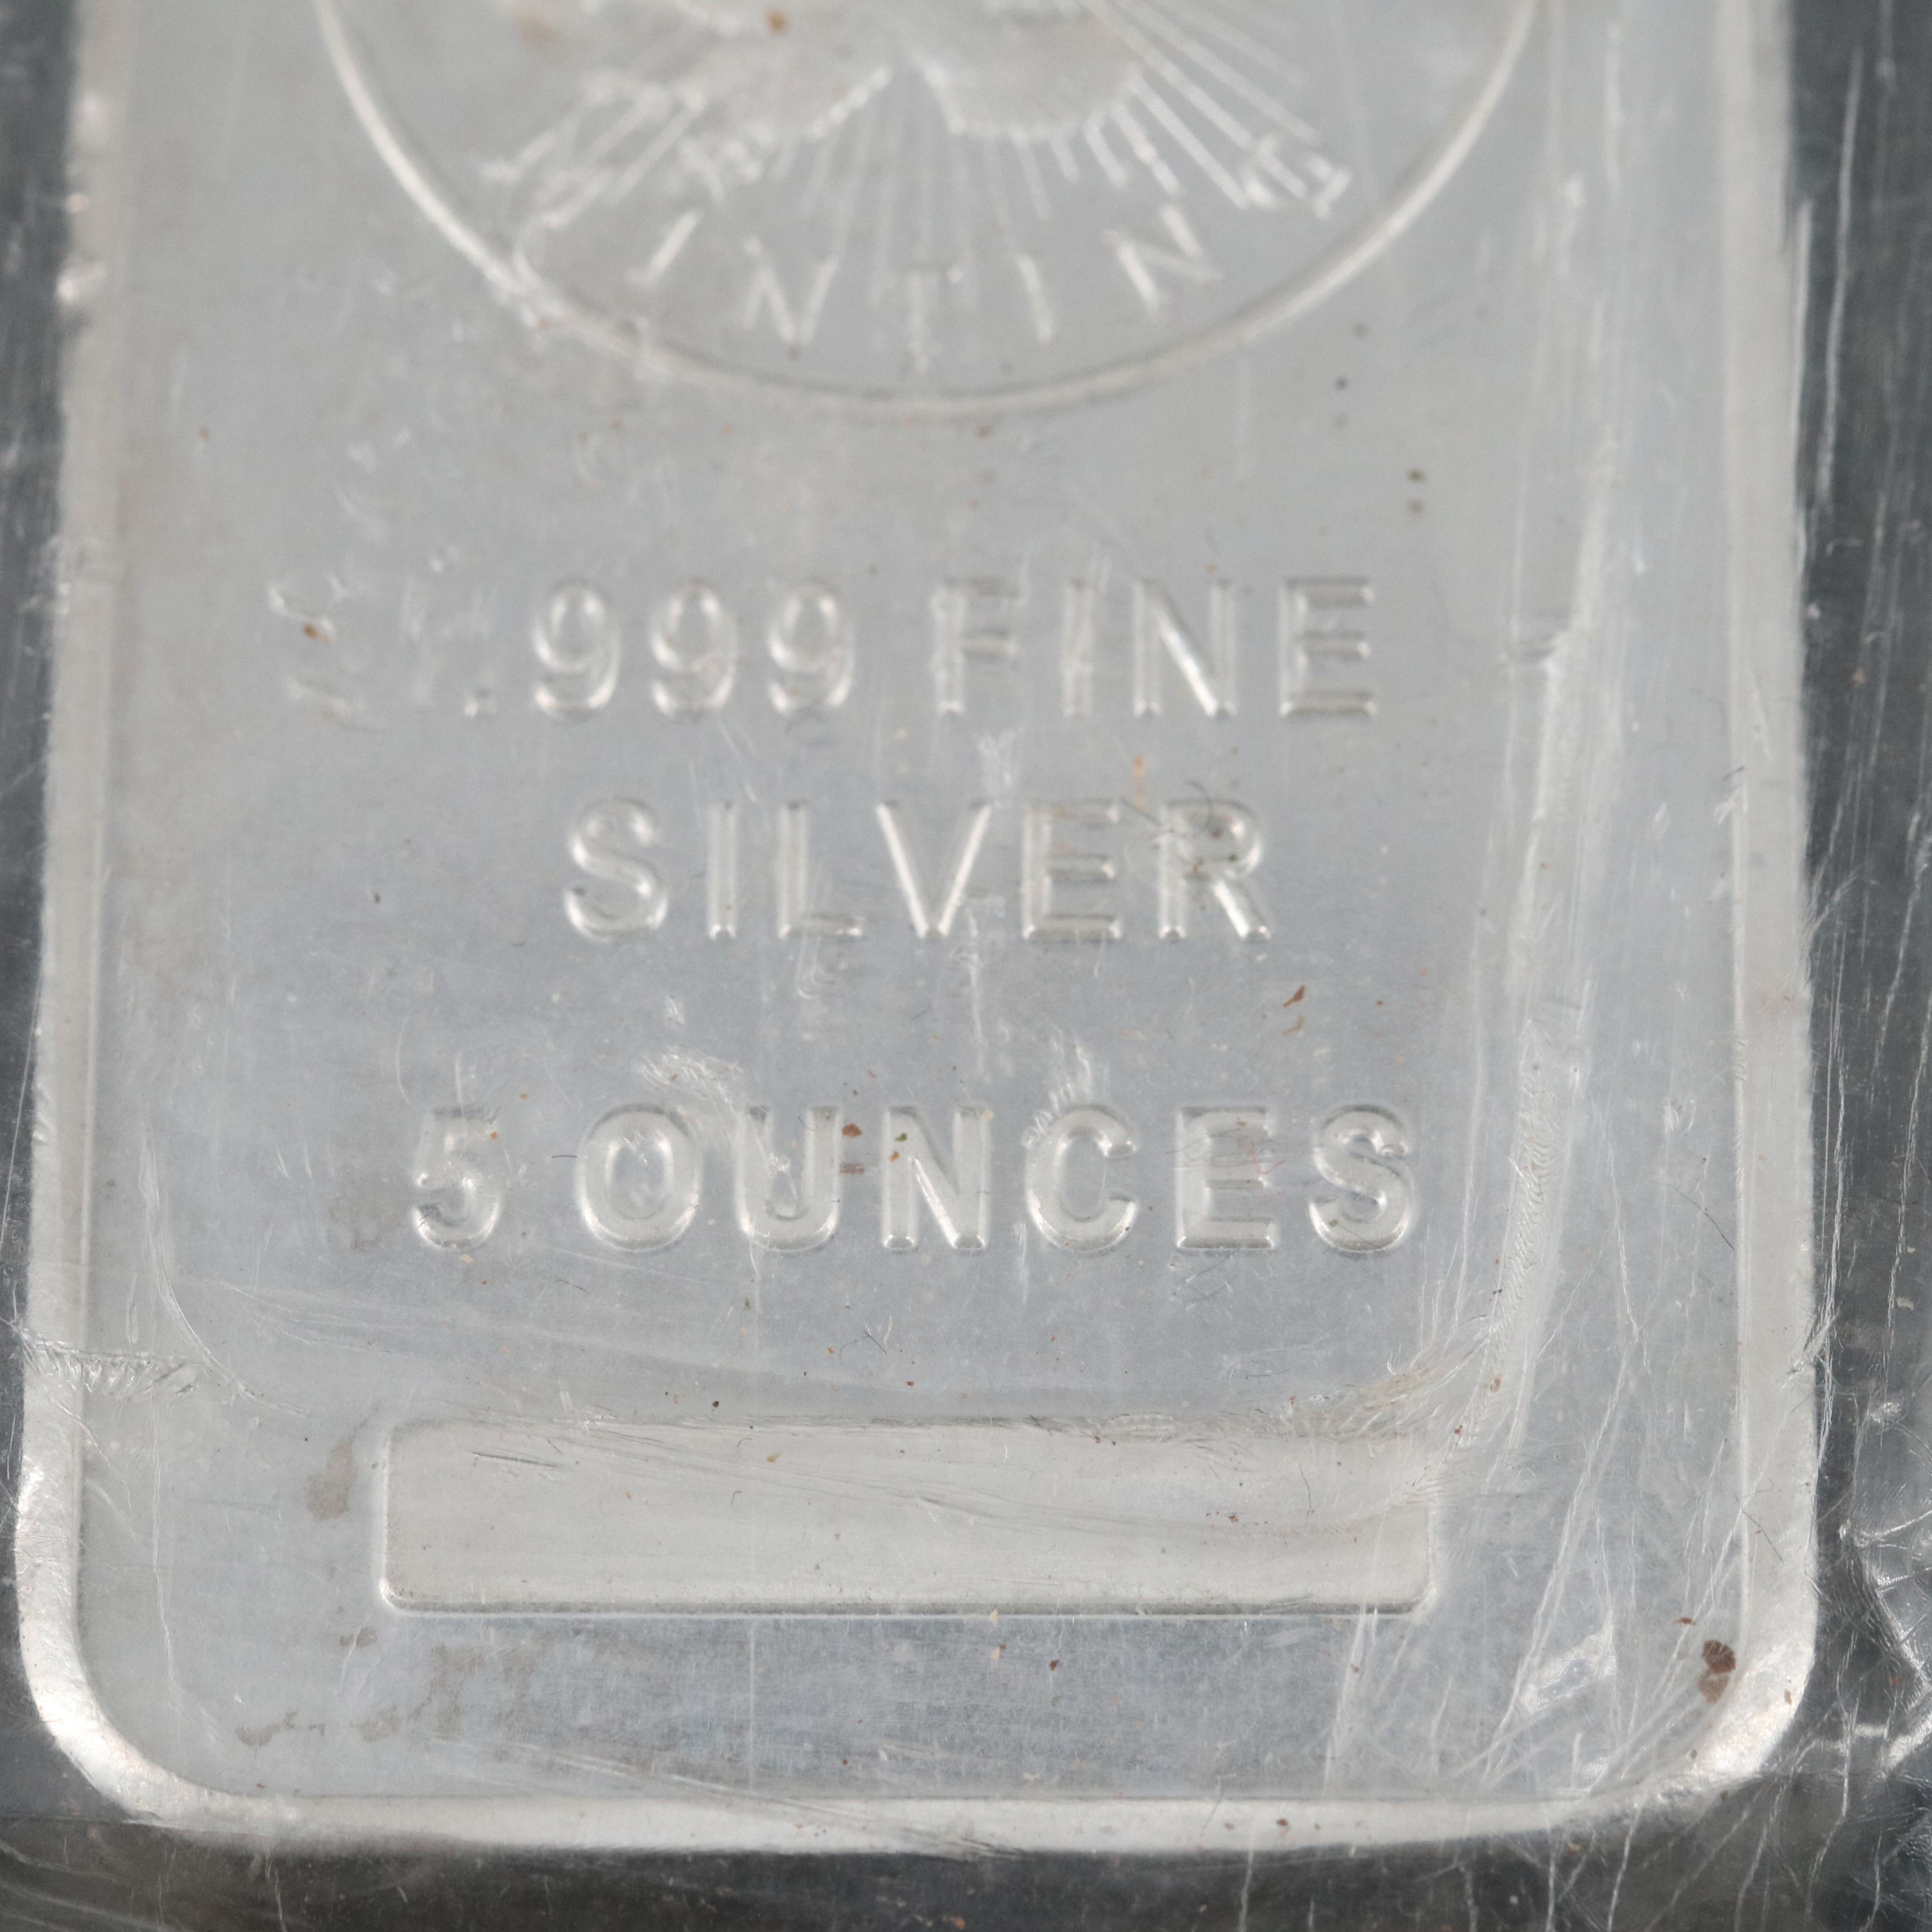 .999 FINE
SILVER
5 OUNCES